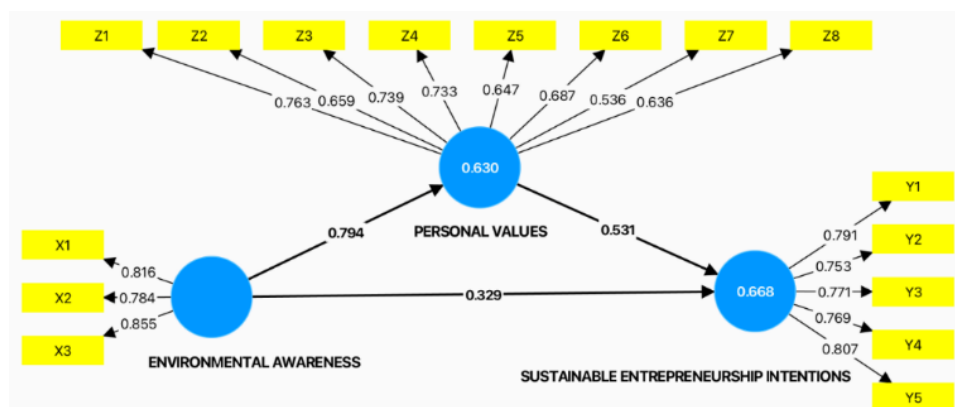 Z1 Z2 Z3 Z4 Z5 Z6 Z7 Z8
0.763 0.659 0.739 0.733 0.647 0.687 0.536 0.636
0.630
PERSONAL VALUES
0.794
0.531
X1
X2
X3
0.816
0.784
0.855
ENVIRONMENTAL AWARENESS
0.329
0.668
SUSTAINABLE ENTREPRENEURSHIP INTENTIONS
0.791
0.753
0.771
0.769
0.807
Y1
Y2
Y3
Y4
Y5